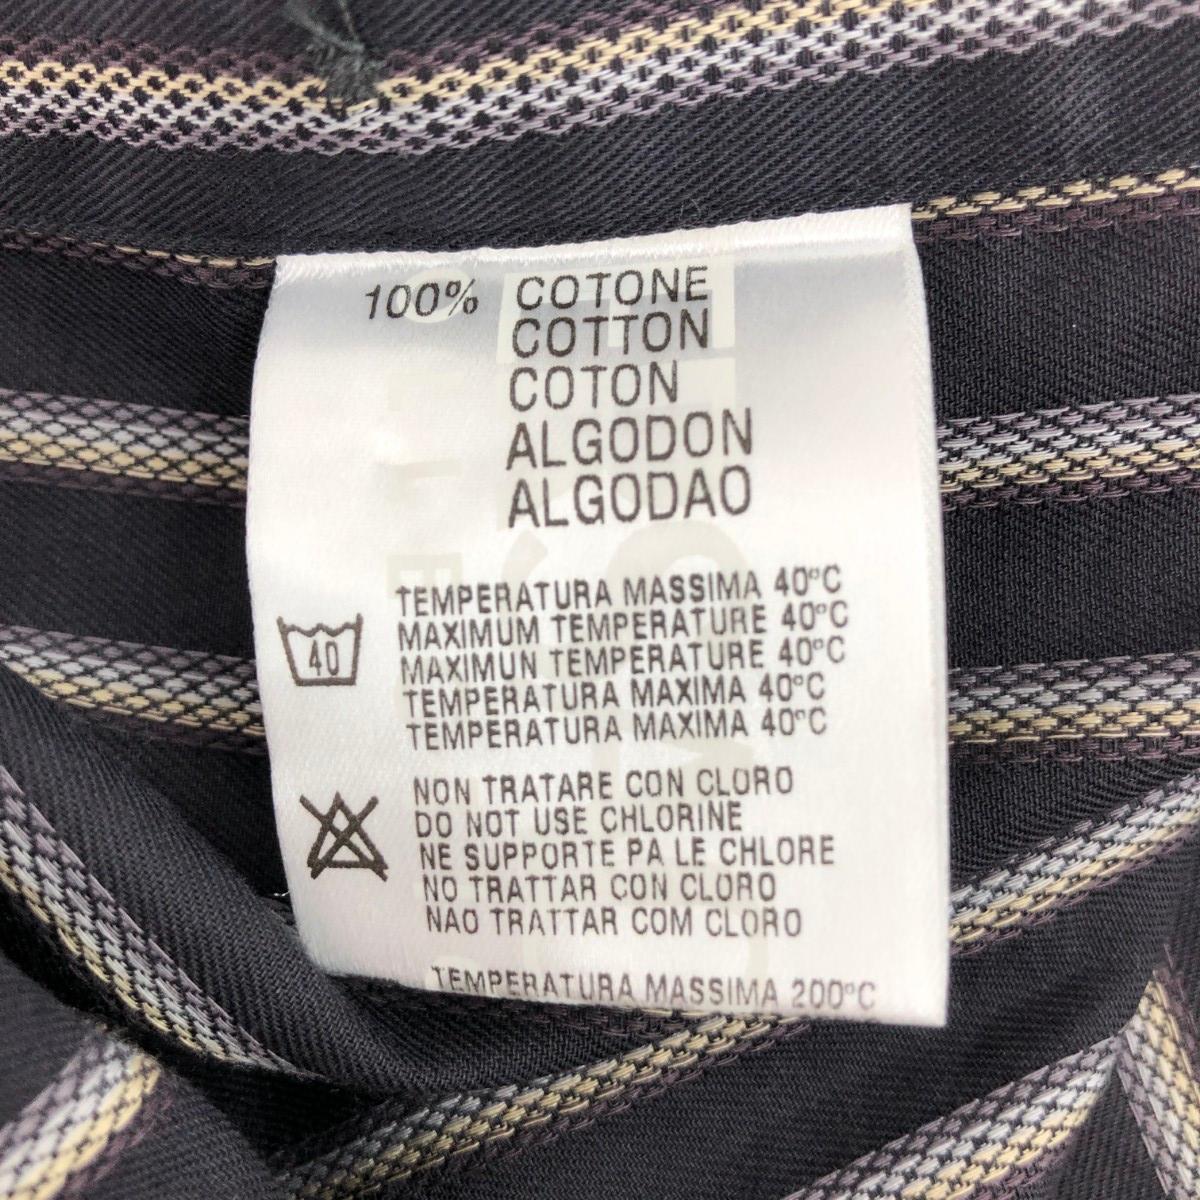 100% COTONE
COTTON
COTON
ALGODON
ALGODAO
40
TEMPERATURA MASSIMA 40°C
MAXIMUM TEMPERATURE 40°C
MAXIMUN TEMPERATURE 40°C
TEMPERATURA MAXIMA 40°C
TEMPERATURA MAXIMA 40°C
NON TRATARE CON CLORO
DO NOT USE CHLORINE
NE SUPPORTE PA LE CHLORE
NO TRATTAR CON CLORO
NAO TRATTAR COM CLORO
TEMPERATURA MASSIMA 200°C